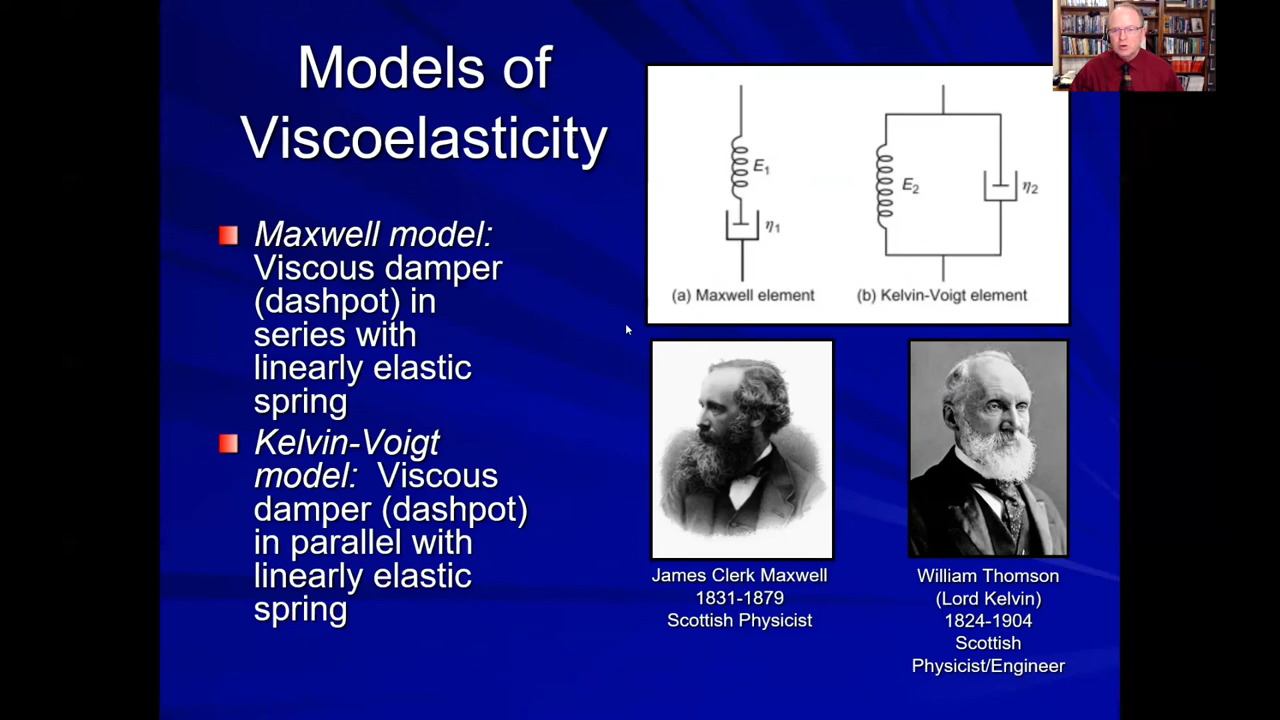 Models of
Viscoelasticity
Maxwell model:
Viscous damper
(dashpot) in
series with
linearly elastic
spring
Kelvin-Voigt
model: Viscous
damper (dashpot)
in parallel with
linearly elastic
spring
E1
η1
(a) Maxwell element
E2
η2
(b) Kelvin-Voigt element
James Clerk Maxwell
1831-1879
Scottish Physicist
William Thomson
(Lord Kelvin)
1824-1904
Scottish
Physicist/Engineer